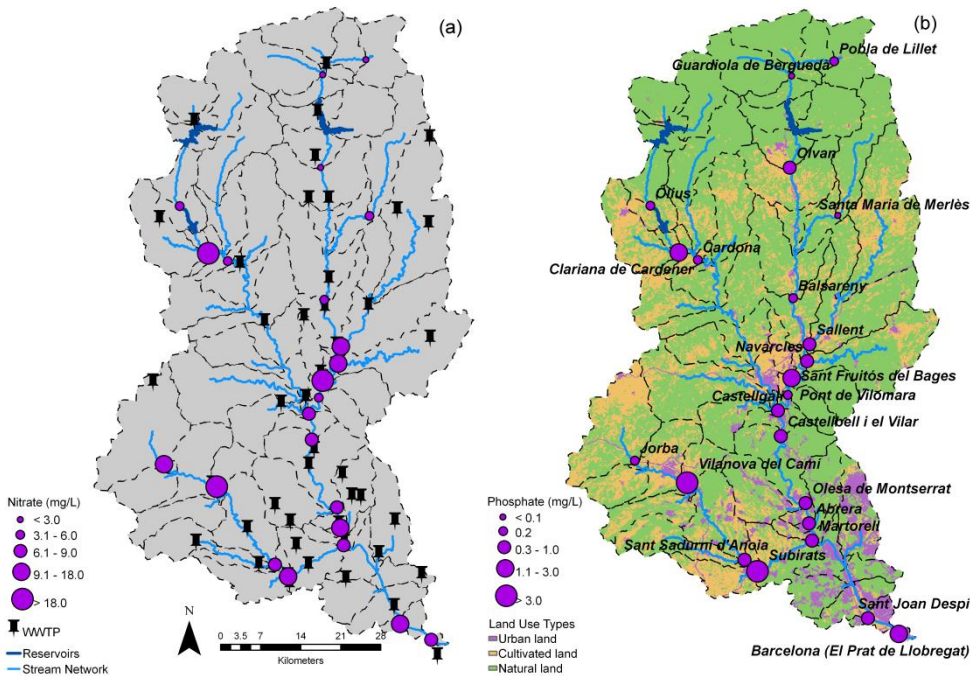 (a)
Nitrate (mg/L)
< 3.0
3.1 - 6.0
6.1 - 9.0
9.1 - 18.0
> 18.0
WWTP
Reservoirs
Stream Network
N
0 3.5 7 14 21 28
Kilometers
(b)
Pobla de Lillet
Guardiola de Berguedà
Olvan
Olius
Santa Maria de Merlès
Cardona
Clariana de Cardener
Balsareny
Sallent
Navarcles
Sant Fruitós del Bages
Castellgalí
Pont de Vilomara
Castellbell i el Vilar
Jorba
Vilanova del Camí
Olesa de Montserrat
Abrera
Martorell
Sant Sadurní d'Anoia
Subirats
Sant Joan Despí
Barcelona (El Prat de Llobregat)
Phosphate (mg/L)
< 0.1
0.2
0.3 - 1.0
1.1 - 3.0
> 3.0
Land Use Types
Urban land
Cultivated land
Natural land